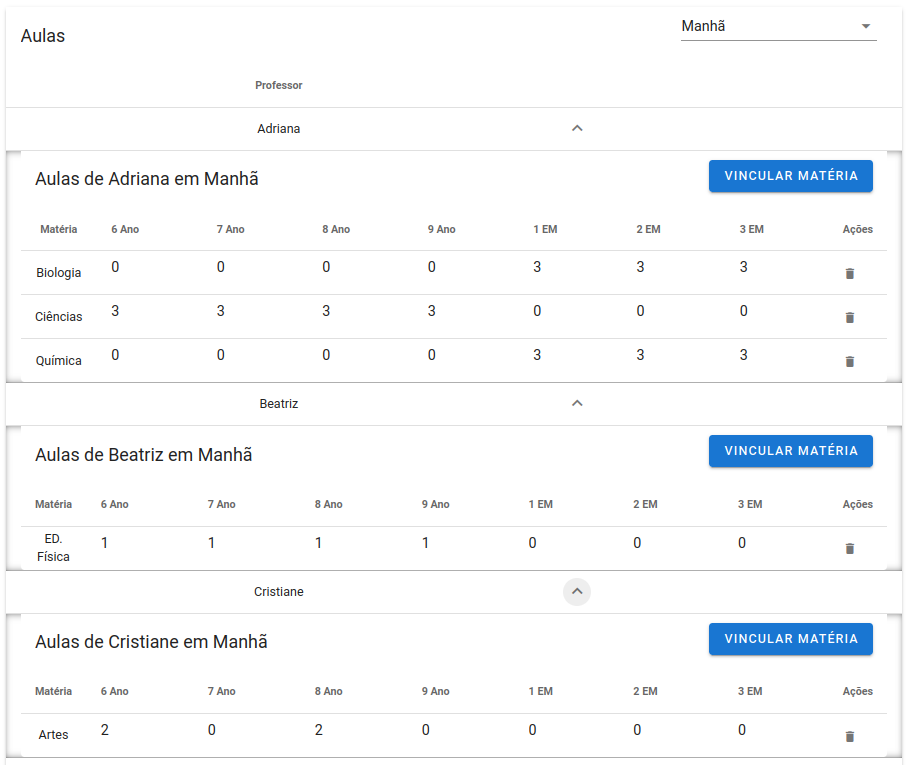 Aulas
Manhã
Professor
Adriana
Aulas de Adriana em Manhã
VINCULAR MATÉRIA
Matéria 6 Ano 7 Ano 8 Ano 9 Ano 1 EM 2 EM 3 EM Ações
Biologia 0 0 0 0 3 3 3
Ciências 3 3 3 3 0 0 0
Química 0 0 0 0 3 3 3
Beatriz
Aulas de Beatriz em Manhã
VINCULAR MATÉRIA
Matéria 6 Ano 7 Ano 8 Ano 9 Ano 1 EM 2 EM 3 EM Ações
ED.
Física 1 1 1 1 0 0 0
Cristiane
Aulas de Cristiane em Manhã
VINCULAR MATÉRIA
Matéria 6 Ano 7 Ano 8 Ano 9 Ano 1 EM 2 EM 3 EM Ações
Artes 2 0 2 0 0 0 0